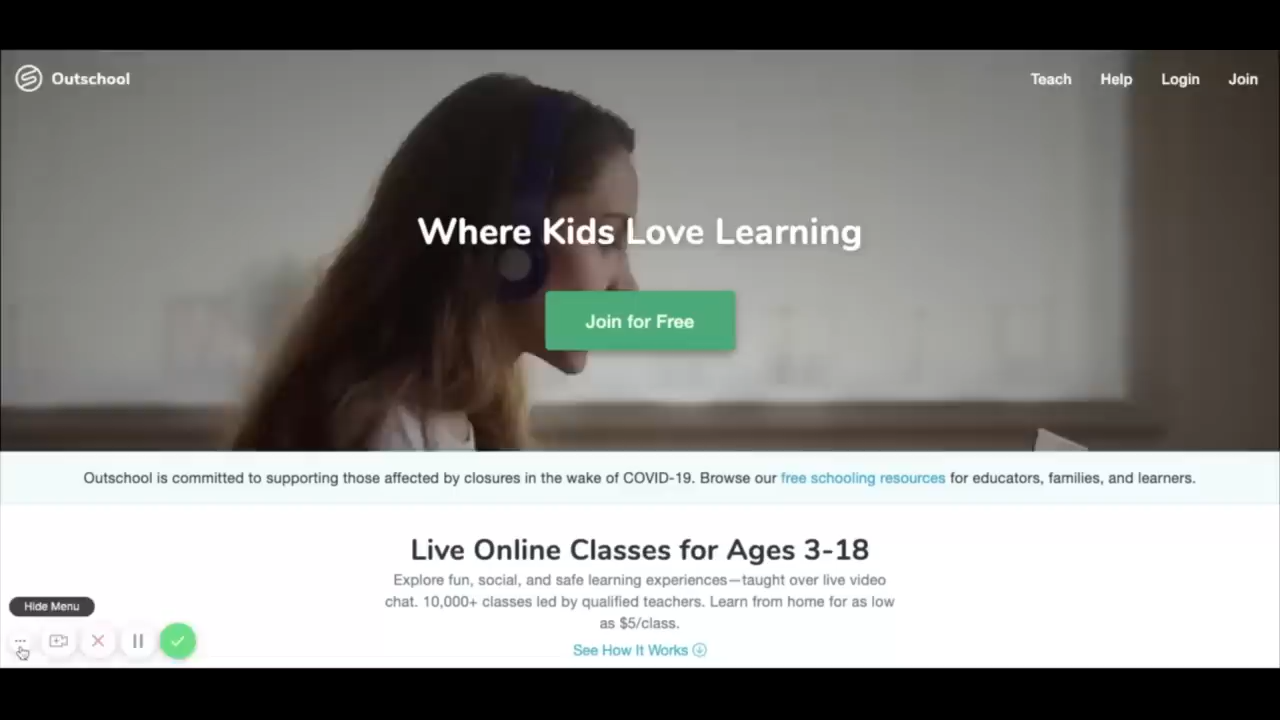 Outschool
Teach Help Login Join
Where Kids Love Learning
Join for Free
Outschool is committed to supporting those affected by closures in the wake of COVID-19. Browse our free schooling resources for educators, families, and learners.
Live Online Classes for Ages 3-18
Explore fun, social, and safe learning experiences—taught over live video
chat. 10,000+ classes led by qualified teachers. Learn from home for as low
as $5/class.
See How It Works
Hide Menu